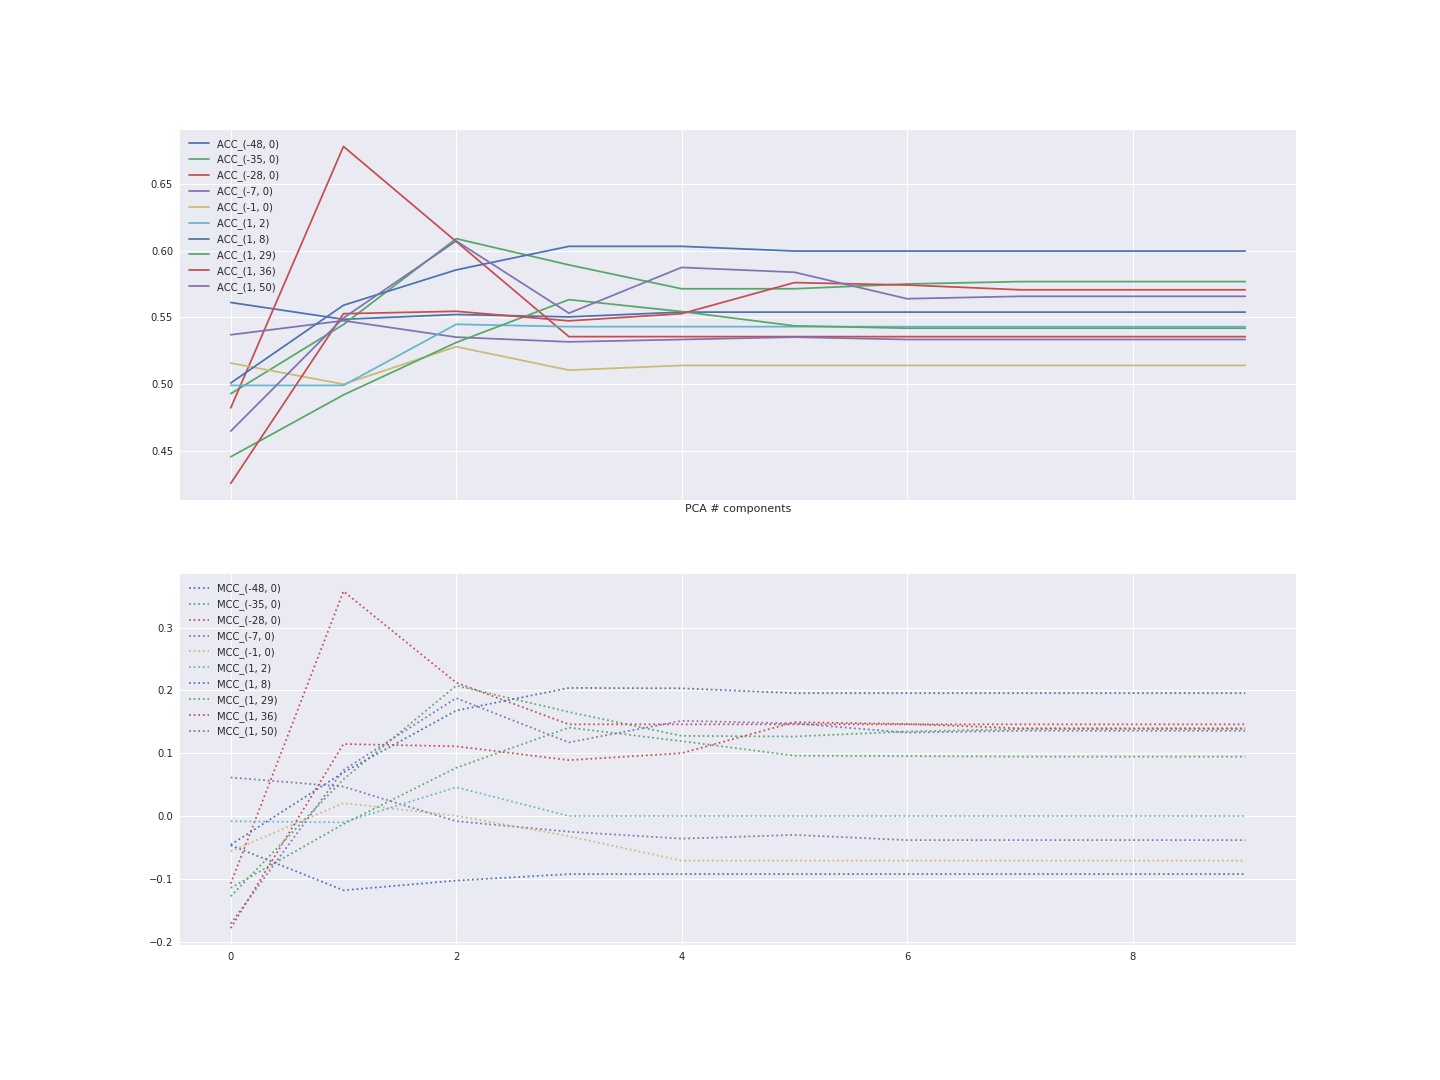 ACC_(-48, 0)
ACC_(-35, 0)
ACC_(-28, 0)
ACC_(-7, 0)
ACC_(-1, 0)
ACC_(1, 2)
ACC_(1, 8)
ACC_(1, 29)
ACC_(1, 36)
ACC_(1, 50)
0.65
0.60
0.55
0.50
0.45
PCA # components
MCC_(-48, 0)
MCC_(-35, 0)
MCC_(-28, 0)
MCC_(-7, 0)
MCC_(-1, 0)
MCC_(1, 2)
MCC_(1, 8)
MCC_(1, 29)
MCC_(1, 36)
MCC_(1, 50)
0.3
0.2
0.1
0.0
−0.1
−0.2
0 2 4 6 8